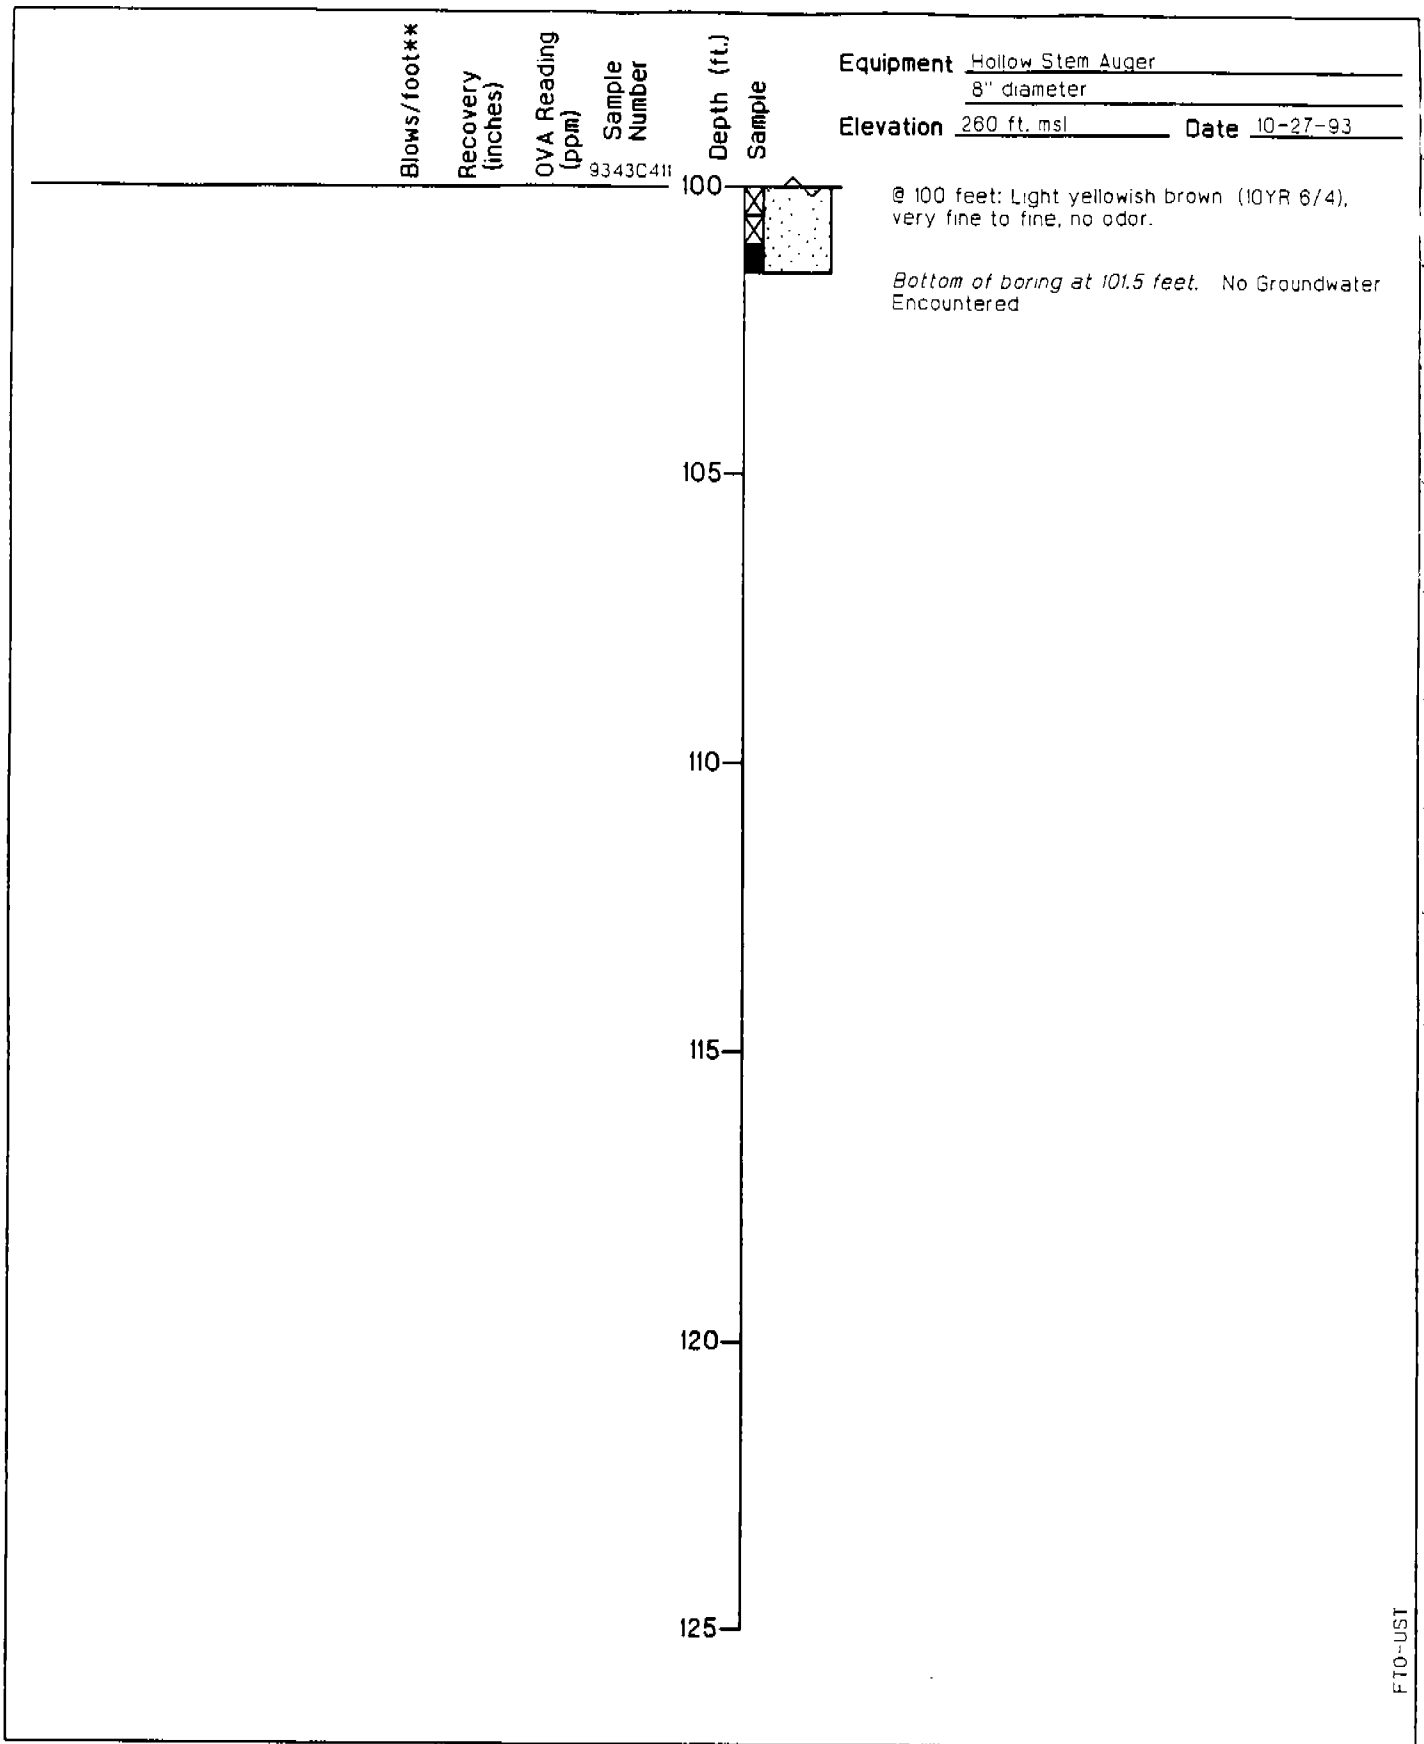 Blows/foot**
Recovery
(inches)
OVA Reading
(ppm)
Sample
Number
9343C411
Depth (ft.)
Sample
Equipment Hollow Stem Auger
8" diameter
Elevation 260 ft. msl Date 10-27-93
100
@ 100 feet: Light yellowish brown (10YR 6/4),
very fine to fine, no odor.
Bottom of boring at 101.5 feet. No Groundwater
Encountered
105
110
115
120
125
FTO-UST